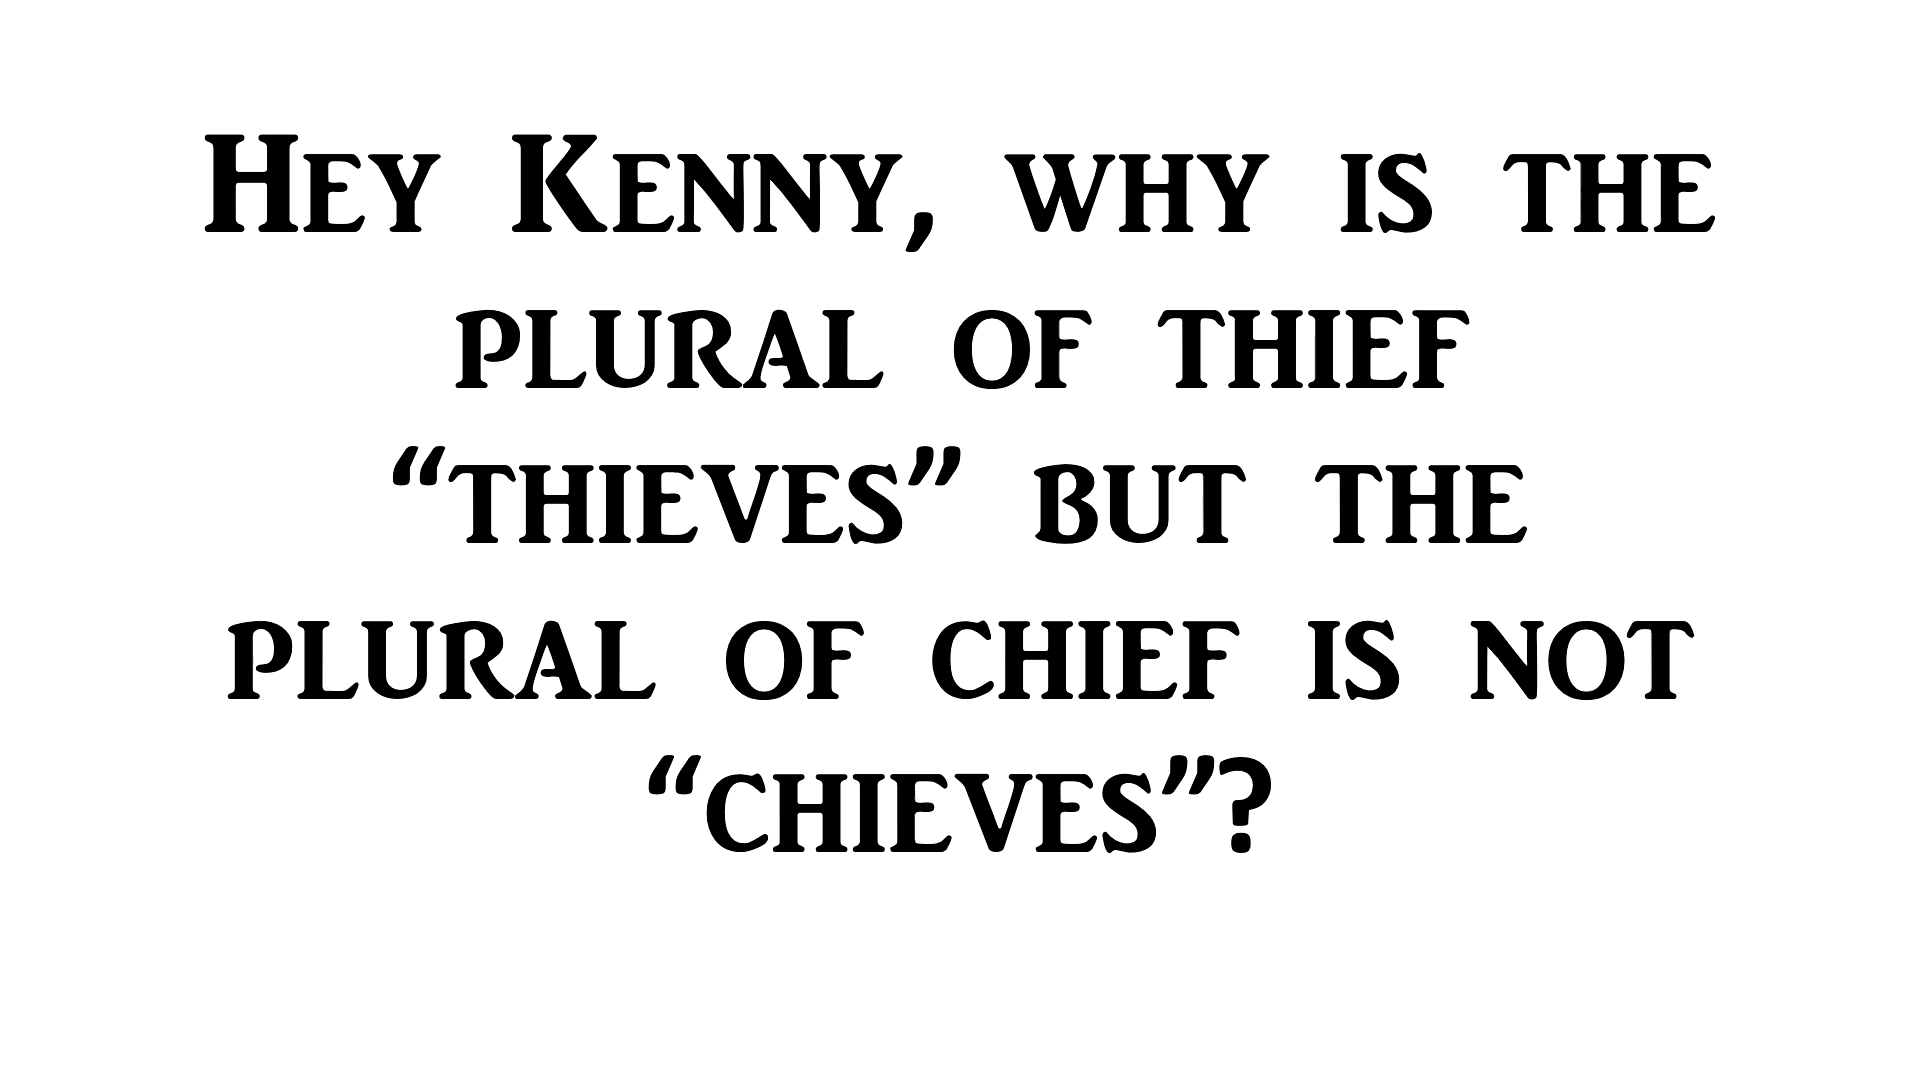 Hey Kenny, why is the
plural of thief
“thieves” but the
plural of chief is not
“chieves”?